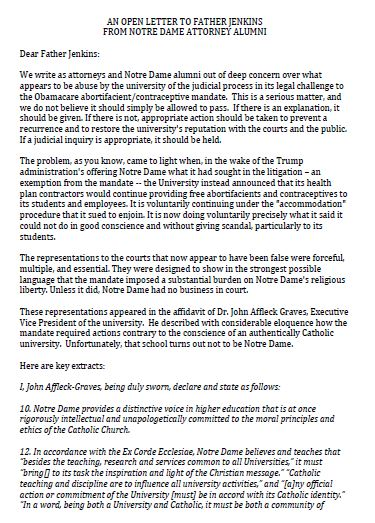 AN OPEN LETTER TO FATHER JENKINS
FROM NOTRE DAME ATTORNEY ALUMNI
Dear Father Jenkins:
We write as attorneys and Notre Dame alumni out of deep concern over what
appears to be abuse by the university of the judicial process in its legal challenge to
the Obamacare abortifacient/contraceptive mandate.  This is a serious matter, and
we do not believe it should simply be allowed to pass.  If there is an explanation, it
should be given. If there is not, appropriate action should be taken to prevent a
recurrence and to restore the university's reputation with the courts and the public.
If a judicial inquiry is appropriate, it should be held.
The problem, as you know, came to light when, in the wake of the Trump
administration's offering Notre Dame what it had sought in the litigation – an
exemption from the mandate -- the University instead announced that its health
plan contractors would continue providing free abortifacients and contraceptives to
its students and employees. It is voluntarily continuing under the "accommodation"
procedure that it sued to enjoin. It is now doing voluntarily precisely what it said it
could not do in good conscience and without giving scandal, particularly to its
students.
The representations to the courts that now appear to have been false were forceful,
multiple, and essential. They were designed to show in the strongest possible
language that the mandate imposed a substantial burden on Notre Dame's religious
liberty. Unless it did, Notre Dame had no business in court.
These representations appeared in the affidavit of Dr. John Affleck Graves, Executive
Vice President of the university.  He described with considerable eloquence how the
mandate required actions contrary to the conscience of an authentically Catholic
university.  Unfortunately, that school turns out not to be Notre Dame.
Here are key extracts:
I, John Affleck-Graves, being duly sworn, declare and state as follows:
10. Notre Dame provides a distinctive voice in higher education that is at once
rigorously intellectual and unapologetically committed to the moral principles and
ethics of the Catholic Church.
12. In accordance with the Ex Corde Ecclesiae, Notre Dame believes and teaches that
"besides the teaching, research and services common to all Universities," it must
"bring[] to its task the inspiration and light of the Christian message." "Catholic
teaching and discipline are to influence all university activities," and "[a]ny official
action or commitment of the University [must] be in accord with its Catholic identity."
"In a word, being both a University and Catholic, it must be both a community of